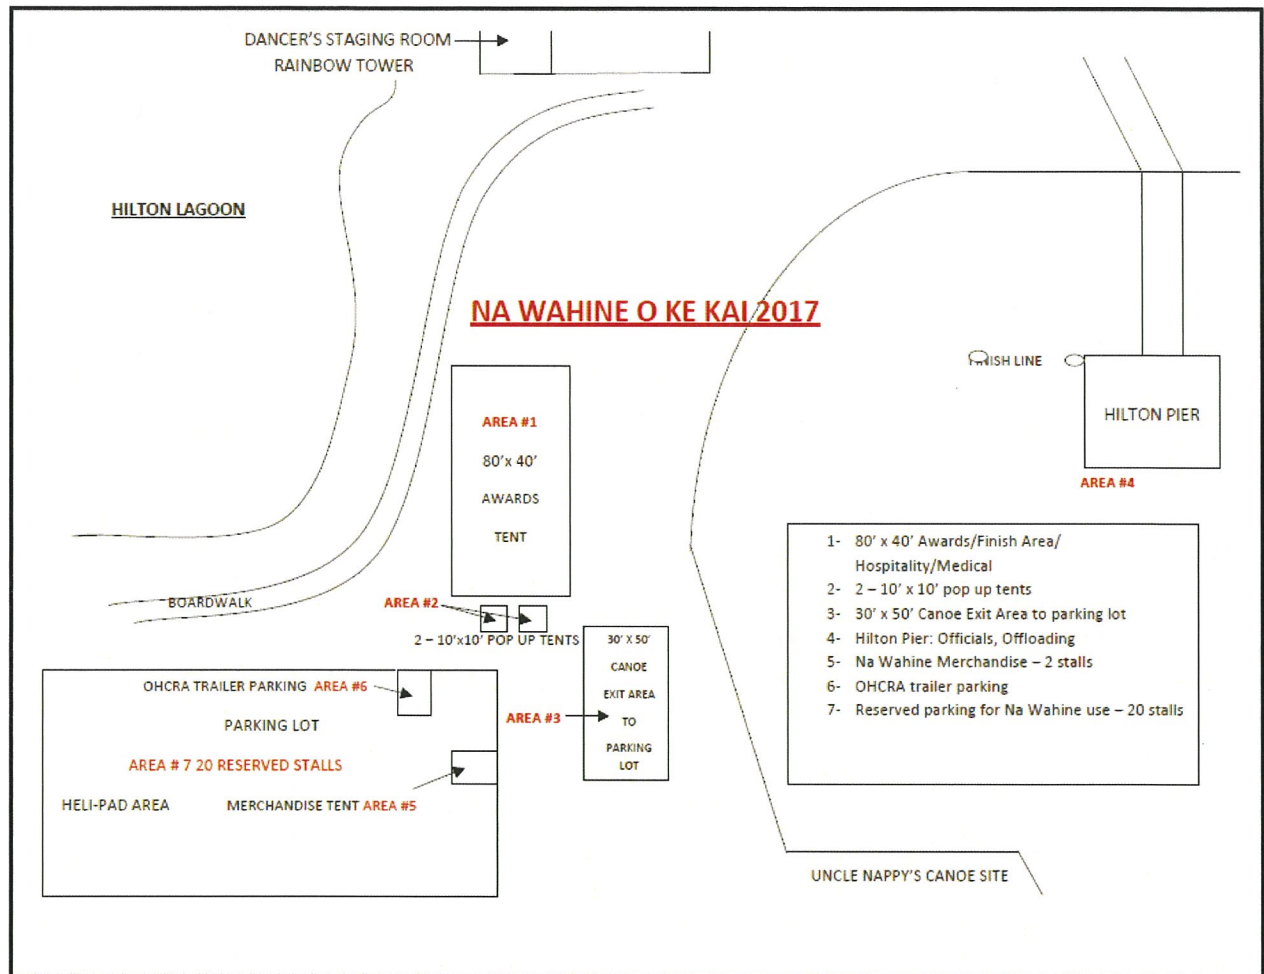 DANCER'S STAGING ROOM
RAINBOW TOWER
HILTON LAGOON
NA WAHINE O KE KAI 2017
FINISH LINE
HILTON PIER
AREA #4
AREA #1
80'x 40'
AWARDS
TENT
BOARDWALK
AREA #2
2 – 10'x10' POP UP TENTS
30' X 50'
CANOE
EXIT AREA
TO
PARKING
LOT
AREA #3
OHCRA TRAILER PARKING AREA #6
PARKING LOT
AREA # 7 20 RESERVED STALLS
HELI-PAD AREA
MERCHANDISE TENT AREA #5
1- 80' x 40' Awards/Finish Area/
Hospitality/Medical
2- 2 – 10' x 10' pop up tents
3- 30' x 50' Canoe Exit Area to parking lot
4- Hilton Pier: Officials, Offloading
5- Na Wahine Merchandise – 2 stalls
6- OHCRA trailer parking
7- Reserved parking for Na Wahine use – 20 stalls
UNCLE NAPPY'S CANOE SITE